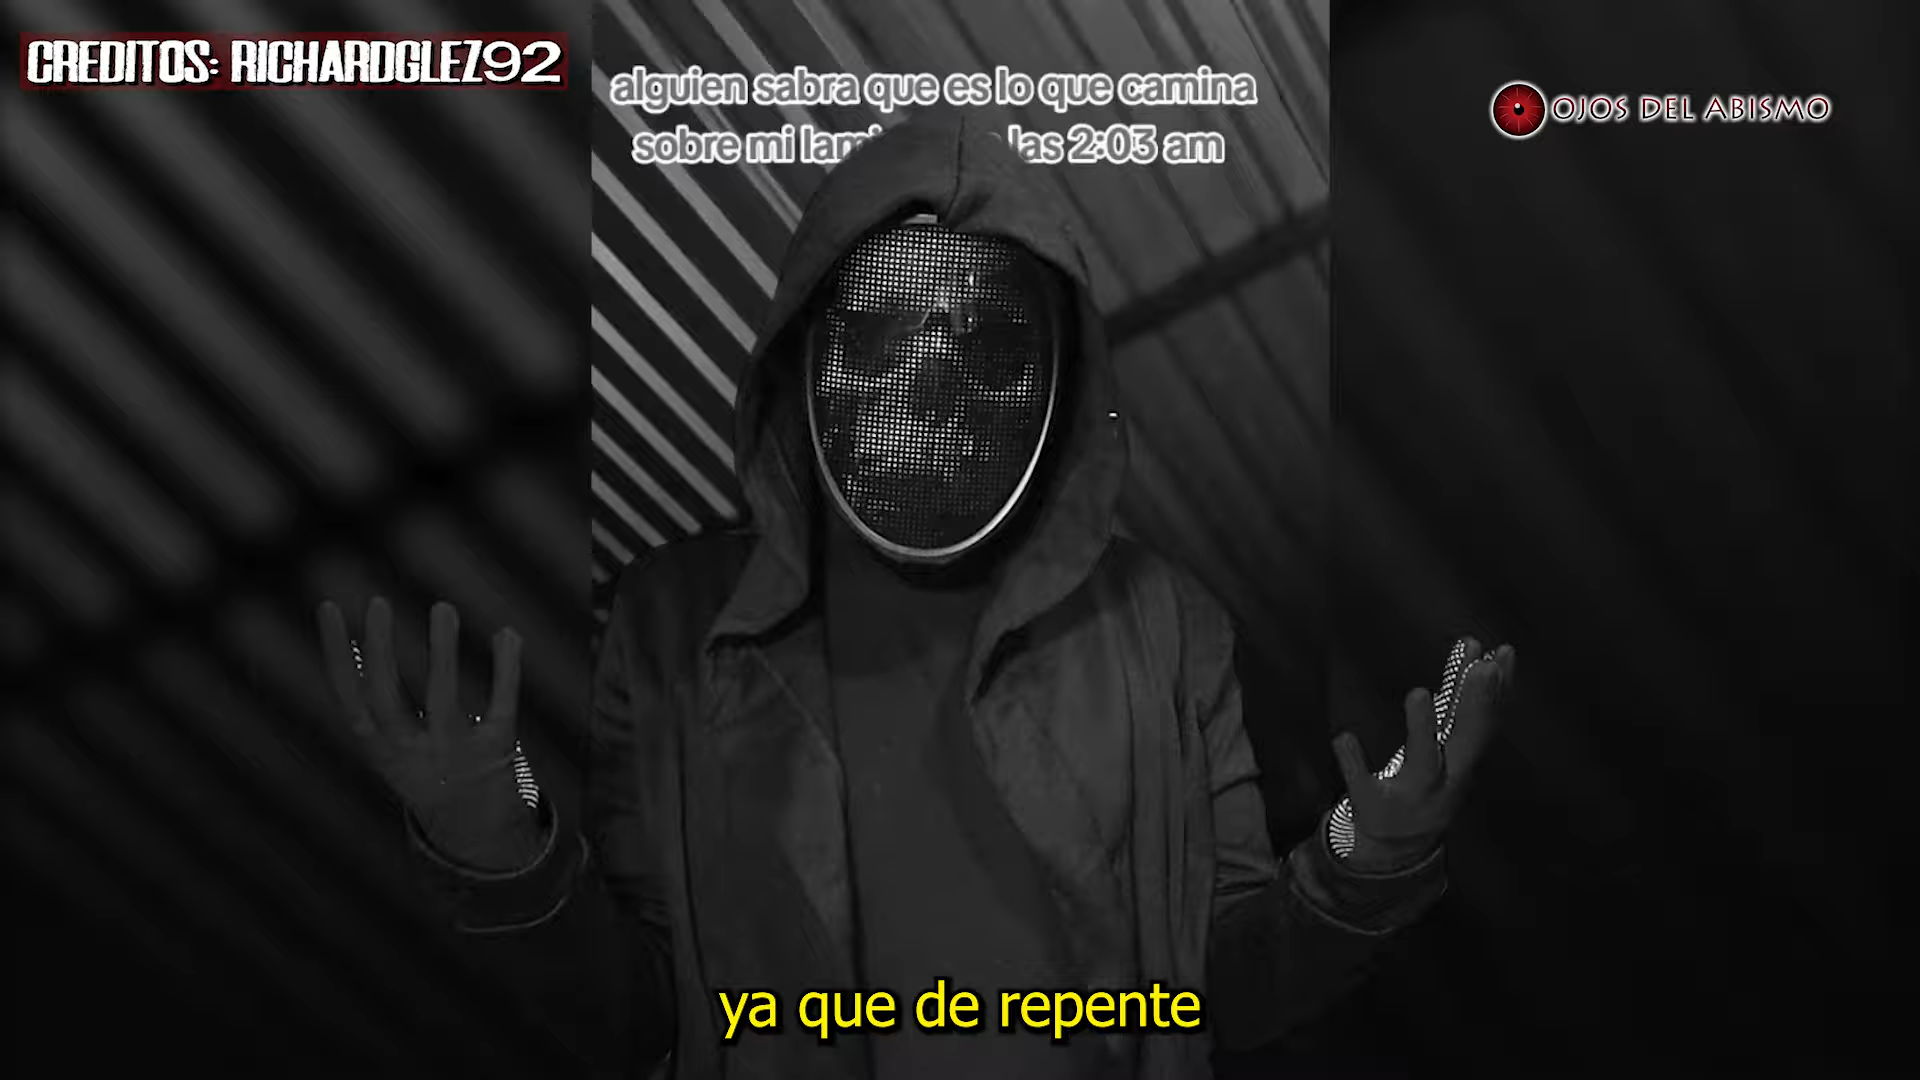 CREDITOS: RICHARDGLEZ92
alguien sabra que es lo que camina
sobre mi las 2:03 am
OJOS DEL ABISMO
ya que de repente